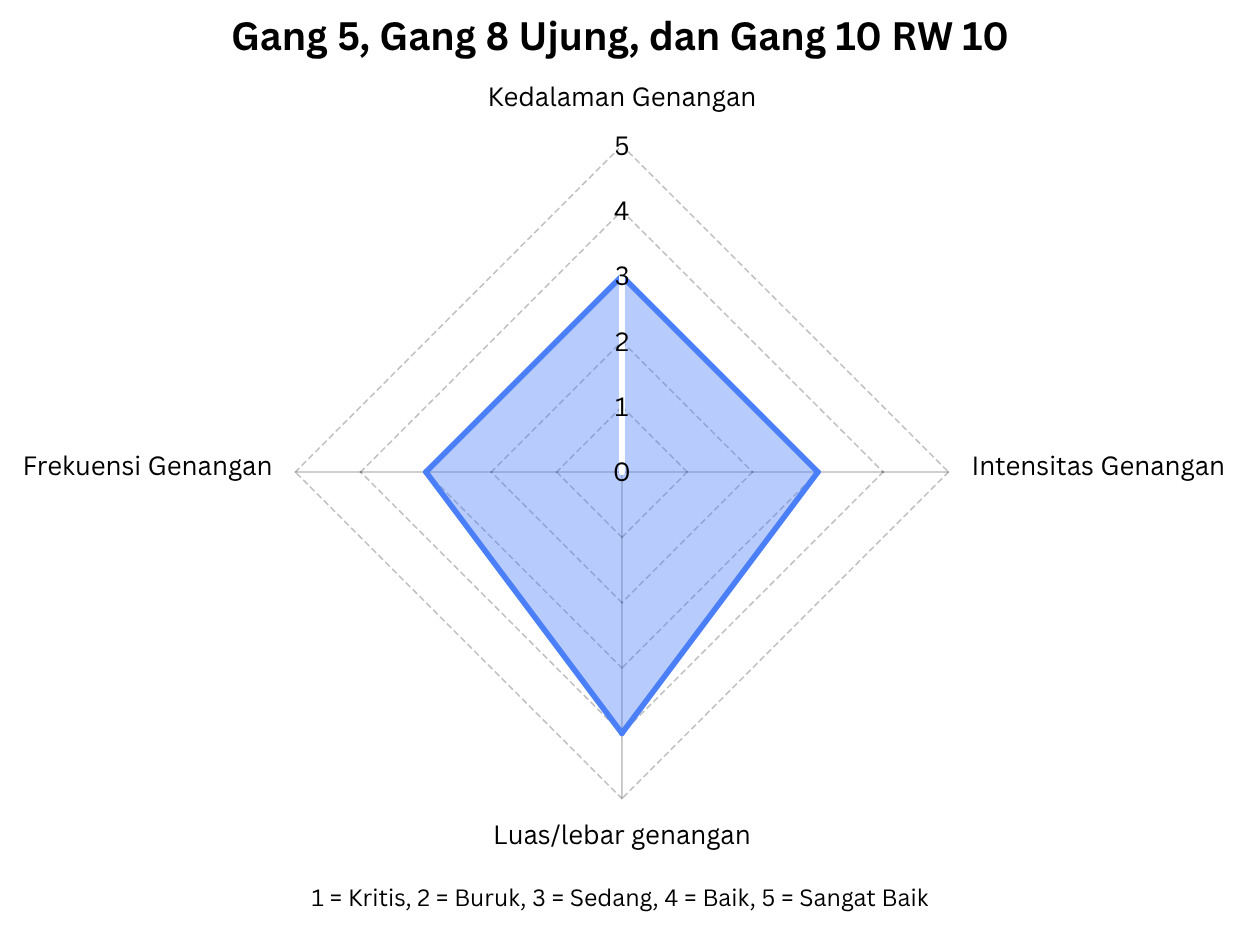 Gang 5, Gang 8 Ujung, dan Gang 10 RW 10
Kedalaman Genangan
5
4
3
2
1
0
Frekuensi Genangan
Intensitas Genangan
Luas/lebar genangan
1 = Kritis, 2 = Buruk, 3 = Sedang, 4 = Baik, 5 = Sangat Baik